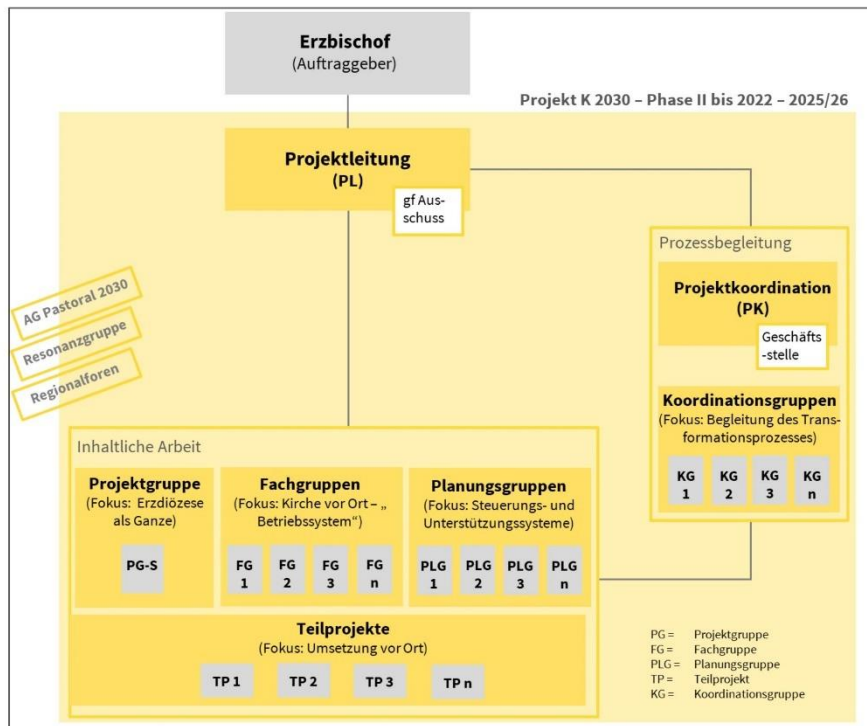 Erzbischof
(Auftraggeber)
Projekt K 2030 – Phase II bis 2022 – 2025/26
Projektleitung
(PL)
gf Aus-
schuss
Prozessbegleitung
Projektkoordination
(PK)
Geschäfts
-stelle
AG Pastoral 2030
Resonanzgruppe
Regionalforen
Koordinationsgruppen
(Fokus: Begleitung des Trans-
formationsprozesses)
KG
1
KG
2
KG
3
KG
n
Inhaltliche Arbeit
Projektgruppe
(Fokus: Erzdiözese
als Ganze)
PG-S
Fachgruppen
(Fokus: Kirche vor Ort – „
Betriebssystem“)
FG
1
FG
2
FG
3
FG
n
Planungsgruppen
(Fokus: Steuerungs- und
Unterstützungssysteme)
PLG
1
PLG
2
PLG
3
PLG
n
Teilprojekte
(Fokus: Umsetzung vor Ort)
TP 1
TP 2
TP 3
TP n
PG = Projektgruppe
FG = Fachgruppe
PLG = Planungsgruppe
TP = Teilprojekt
KG = Koordinationsgruppe